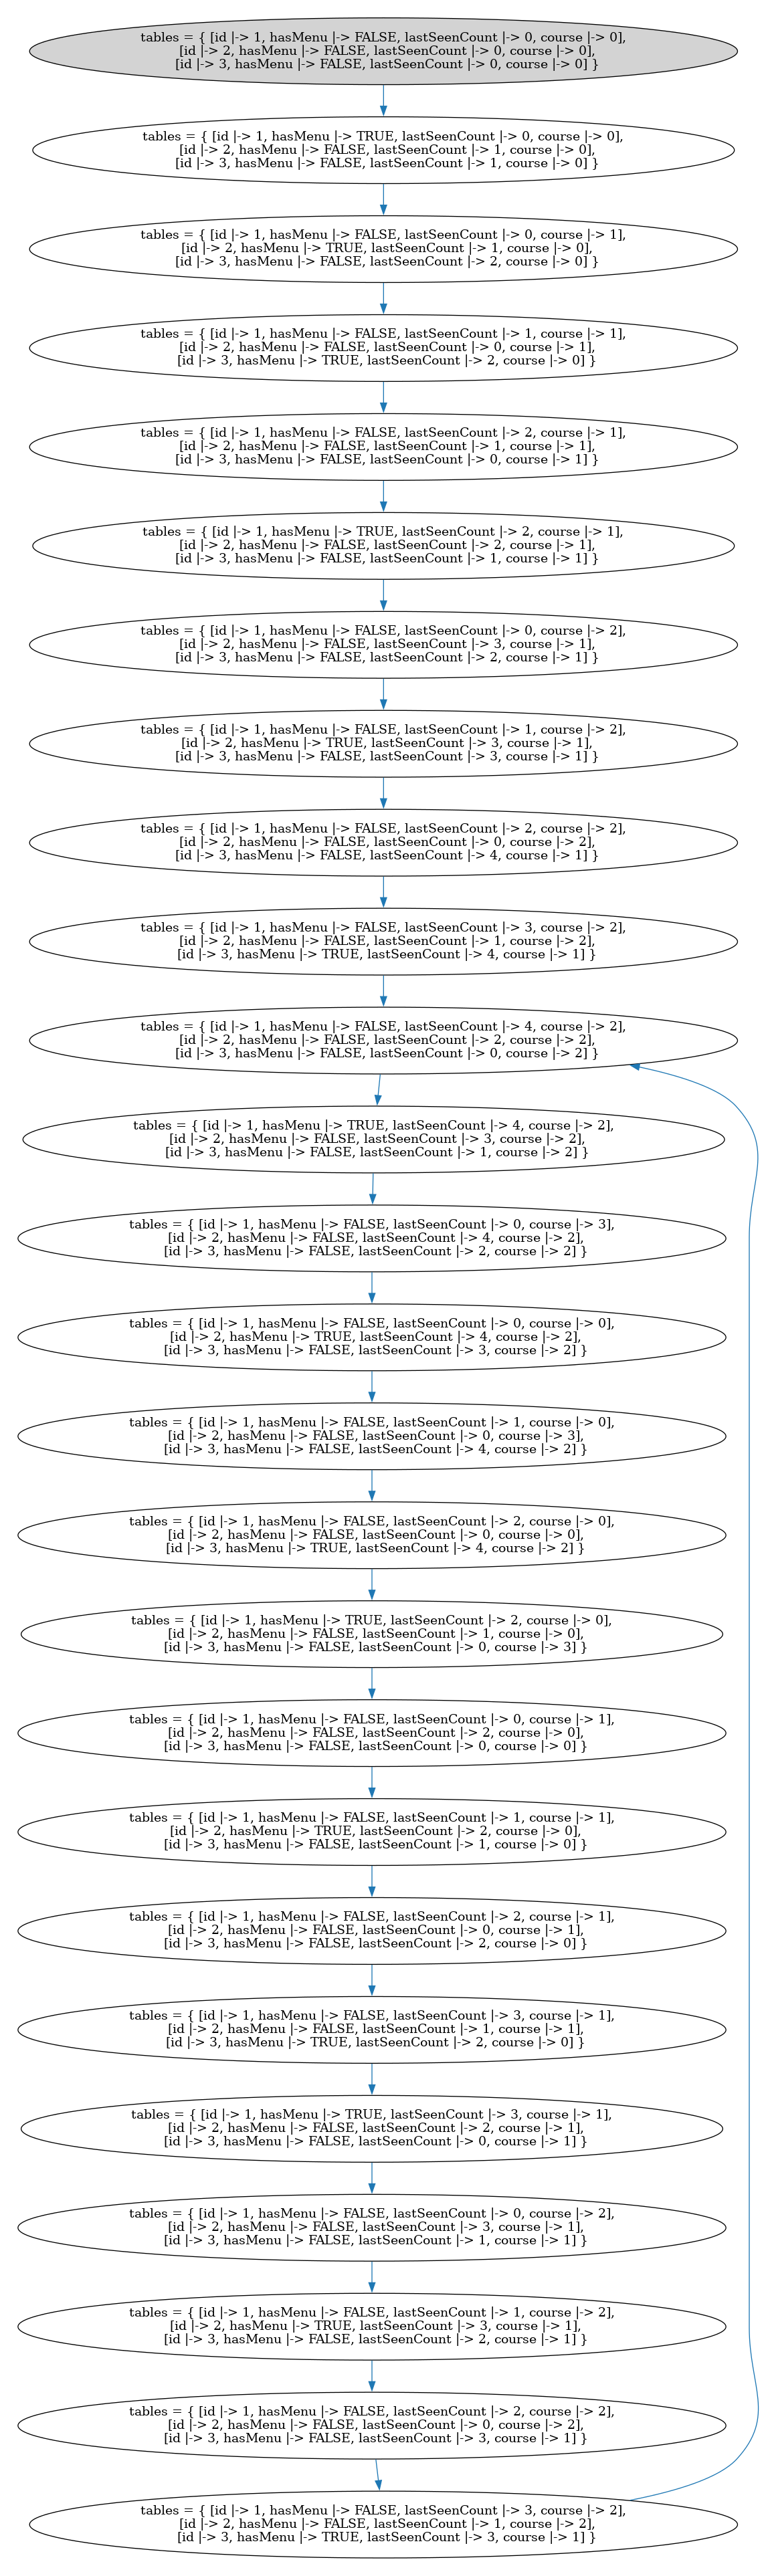 tables = { [id |-> 1, hasMenu |-> FALSE, lastSeenCount |-> 0, course |-> 0],
[id |-> 2, hasMenu |-> FALSE, lastSeenCount |-> 0, course |-> 0],
[id |-> 3, hasMenu |-> FALSE, lastSeenCount |-> 0, course |-> 0] }
tables = { [id |-> 1, hasMenu |-> TRUE, lastSeenCount |-> 0, course |-> 0],
[id |-> 2, hasMenu |-> FALSE, lastSeenCount |-> 1, course |-> 0],
[id |-> 3, hasMenu |-> FALSE, lastSeenCount |-> 1, course |-> 0] }
tables = { [id |-> 1, hasMenu |-> FALSE, lastSeenCount |-> 0, course |-> 1],
[id |-> 2, hasMenu |-> TRUE, lastSeenCount |-> 1, course |-> 0],
[id |-> 3, hasMenu |-> FALSE, lastSeenCount |-> 2, course |-> 0] }
tables = { [id |-> 1, hasMenu |-> FALSE, lastSeenCount |-> 1, course |-> 1],
[id |-> 2, hasMenu |-> FALSE, lastSeenCount |-> 0, course |-> 1],
[id |-> 3, hasMenu |-> TRUE, lastSeenCount |-> 2, course |-> 0] }
tables = { [id |-> 1, hasMenu |-> FALSE, lastSeenCount |-> 2, course |-> 1],
[id |-> 2, hasMenu |-> FALSE, lastSeenCount |-> 1, course |-> 1],
[id |-> 3, hasMenu |-> FALSE, lastSeenCount |-> 0, course |-> 1] }
tables = { [id |-> 1, hasMenu |-> TRUE, lastSeenCount |-> 2, course |-> 1],
[id |-> 2, hasMenu |-> FALSE, lastSeenCount |-> 2, course |-> 1],
[id |-> 3, hasMenu |-> FALSE, lastSeenCount |-> 1, course |-> 1] }
tables = { [id |-> 1, hasMenu |-> FALSE, lastSeenCount |-> 0, course |-> 2],
[id |-> 2, hasMenu |-> FALSE, lastSeenCount |-> 3, course |-> 1],
[id |-> 3, hasMenu |-> FALSE, lastSeenCount |-> 2, course |-> 1] }
tables = { [id |-> 1, hasMenu |-> FALSE, lastSeenCount |-> 1, course |-> 2],
[id |-> 2, hasMenu |-> TRUE, lastSeenCount |-> 3, course |-> 1],
[id |-> 3, hasMenu |-> FALSE, lastSeenCount |-> 3, course |-> 1] }
tables = { [id |-> 1, hasMenu |-> FALSE, lastSeenCount |-> 2, course |-> 2],
[id |-> 2, hasMenu |-> FALSE, lastSeenCount |-> 0, course |-> 2],
[id |-> 3, hasMenu |-> FALSE, lastSeenCount |-> 4, course |-> 1] }
tables = { [id |-> 1, hasMenu |-> FALSE, lastSeenCount |-> 3, course |-> 2],
[id |-> 2, hasMenu |-> FALSE, lastSeenCount |-> 1, course |-> 2],
[id |-> 3, hasMenu |-> TRUE, lastSeenCount |-> 4, course |-> 1] }
tables = { [id |-> 1, hasMenu |-> FALSE, lastSeenCount |-> 4, course |-> 2],
[id |-> 2, hasMenu |-> FALSE, lastSeenCount |-> 2, course |-> 2],
[id |-> 3, hasMenu |-> FALSE, lastSeenCount |-> 0, course |-> 2] }
tables = { [id |-> 1, hasMenu |-> TRUE, lastSeenCount |-> 4, course |-> 2],
[id |-> 2, hasMenu |-> FALSE, lastSeenCount |-> 3, course |-> 2],
[id |-> 3, hasMenu |-> FALSE, lastSeenCount |-> 1, course |-> 2] }
tables = { [id |-> 1, hasMenu |-> FALSE, lastSeenCount |-> 0, course |-> 3],
[id |-> 2, hasMenu |-> FALSE, lastSeenCount |-> 4, course |-> 2],
[id |-> 3, hasMenu |-> FALSE, lastSeenCount |-> 2, course |-> 2] }
tables = { [id |-> 1, hasMenu |-> FALSE, lastSeenCount |-> 0, course |-> 0],
[id |-> 2, hasMenu |-> TRUE, lastSeenCount |-> 4, course |-> 2],
[id |-> 3, hasMenu |-> FALSE, lastSeenCount |-> 3, course |-> 2] }
tables = { [id |-> 1, hasMenu |-> FALSE, lastSeenCount |-> 1, course |-> 0],
[id |-> 2, hasMenu |-> FALSE, lastSeenCount |-> 0, course |-> 3],
[id |-> 3, hasMenu |-> FALSE, lastSeenCount |-> 4, course |-> 2] }
tables = { [id |-> 1, hasMenu |-> FALSE, lastSeenCount |-> 2, course |-> 0],
[id |-> 2, hasMenu |-> FALSE, lastSeenCount |-> 0, course |-> 0],
[id |-> 3, hasMenu |-> TRUE, lastSeenCount |-> 4, course |-> 2] }
tables = { [id |-> 1, hasMenu |-> TRUE, lastSeenCount |-> 2, course |-> 0],
[id |-> 2, hasMenu |-> FALSE, lastSeenCount |-> 1, course |-> 0],
[id |-> 3, hasMenu |-> FALSE, lastSeenCount |-> 0, course |-> 3] }
tables = { [id |-> 1, hasMenu |-> FALSE, lastSeenCount |-> 0, course |-> 1],
[id |-> 2, hasMenu |-> FALSE, lastSeenCount |-> 2, course |-> 0],
[id |-> 3, hasMenu |-> FALSE, lastSeenCount |-> 0, course |-> 0] }
tables = { [id |-> 1, hasMenu |-> FALSE, lastSeenCount |-> 1, course |-> 1],
[id |-> 2, hasMenu |-> TRUE, lastSeenCount |-> 2, course |-> 0],
[id |-> 3, hasMenu |-> FALSE, lastSeenCount |-> 1, course |-> 0] }
tables = { [id |-> 1, hasMenu |-> FALSE, lastSeenCount |-> 2, course |-> 1],
[id |-> 2, hasMenu |-> FALSE, lastSeenCount |-> 0, course |-> 1],
[id |-> 3, hasMenu |-> FALSE, lastSeenCount |-> 2, course |-> 0] }
tables = { [id |-> 1, hasMenu |-> FALSE, lastSeenCount |-> 3, course |-> 1],
[id |-> 2, hasMenu |-> FALSE, lastSeenCount |-> 1, course |-> 1],
[id |-> 3, hasMenu |-> TRUE, lastSeenCount |-> 2, course |-> 0] }
tables = { [id |-> 1, hasMenu |-> TRUE, lastSeenCount |-> 3, course |-> 1],
[id |-> 2, hasMenu |-> FALSE, lastSeenCount |-> 2, course |-> 1],
[id |-> 3, hasMenu |-> FALSE, lastSeenCount |-> 0, course |-> 1] }
tables = { [id |-> 1, hasMenu |-> FALSE, lastSeenCount |-> 0, course |-> 2],
[id |-> 2, hasMenu |-> FALSE, lastSeenCount |-> 3, course |-> 1],
[id |-> 3, hasMenu |-> FALSE, lastSeenCount |-> 1, course |-> 1] }
tables = { [id |-> 1, hasMenu |-> FALSE, lastSeenCount |-> 1, course |-> 2],
[id |-> 2, hasMenu |-> TRUE, lastSeenCount |-> 3, course |-> 1],
[id |-> 3, hasMenu |-> FALSE, lastSeenCount |-> 2, course |-> 1] }
tables = { [id |-> 1, hasMenu |-> FALSE, lastSeenCount |-> 2, course |-> 2],
[id |-> 2, hasMenu |-> FALSE, lastSeenCount |-> 0, course |-> 2],
[id |-> 3, hasMenu |-> FALSE, lastSeenCount |-> 3, course |-> 1] }
tables = { [id |-> 1, hasMenu |-> FALSE, lastSeenCount |-> 3, course |-> 2],
[id |-> 2, hasMenu |-> FALSE, lastSeenCount |-> 1, course |-> 2],
[id |-> 3, hasMenu |-> TRUE, lastSeenCount |-> 3, course |-> 1] }